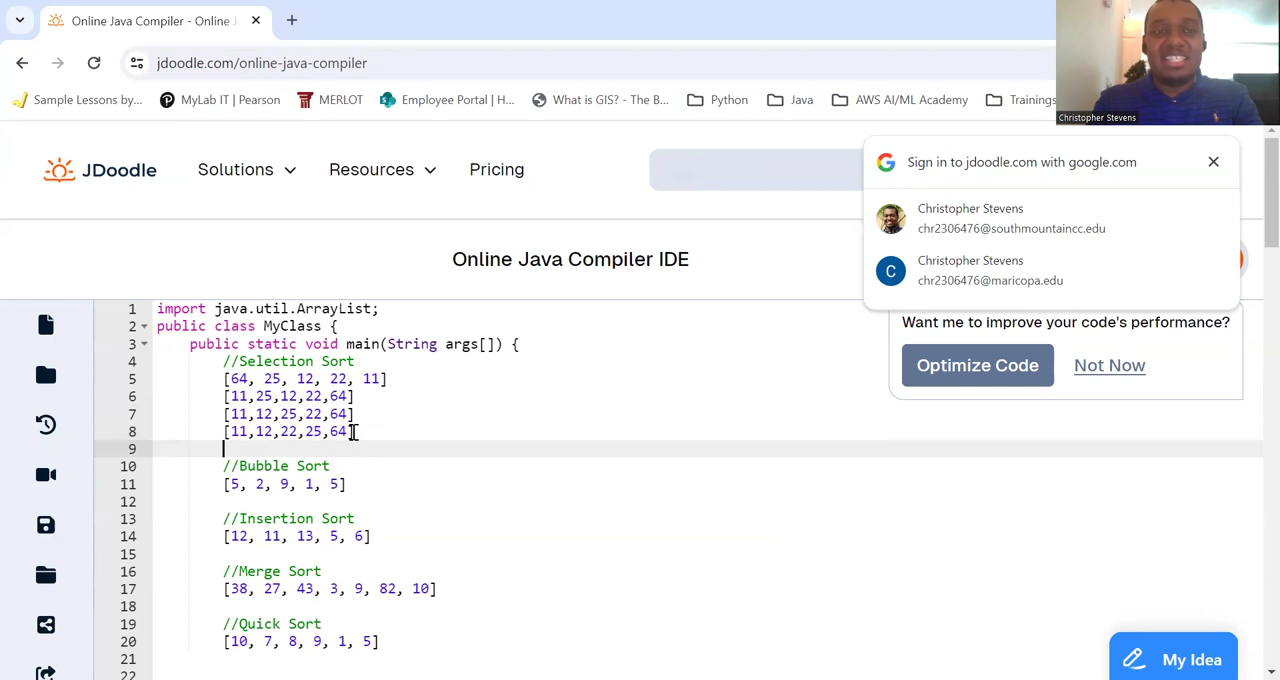 Online Java Compiler - Online J
jdoodle.com/online-java-compiler
Sample Lessons by...
MyLab IT | Pearson
MERLOT
Employee Portal | H...
What is GIS? - The B...
Python
Java
AWS AI/ML Academy
Trainings
Christopher Stevens
JDoodle
Solutions
Resources
Pricing
Sign in to jdoodle.com with google.com
Christopher Stevens
chr2306476@southmountaincc.edu
C
Christopher Stevens
chr2306476@maricopa.edu
Online Java Compiler IDE
Want me to improve your code's performance?
Optimize Code
Not Now
1 import java.util.ArrayList;
2 public class MyClass {
3 public static void main(String args[]) {
4 //Selection Sort
5 [64, 25, 12, 22, 11]
6 [11,25,12,22,64]
7 [11,12,25,22,64]
8 [11,12,22,25,64]
9
10 //Bubble Sort
11 [5, 2, 9, 1, 5]
12
13 //Insertion Sort
14 [12, 11, 13, 5, 6]
15
16 //Merge Sort
17 [38, 27, 43, 3, 9, 82, 10]
18
19 //Quick Sort
20 [10, 7, 8, 9, 1, 5]
21
22
My Idea